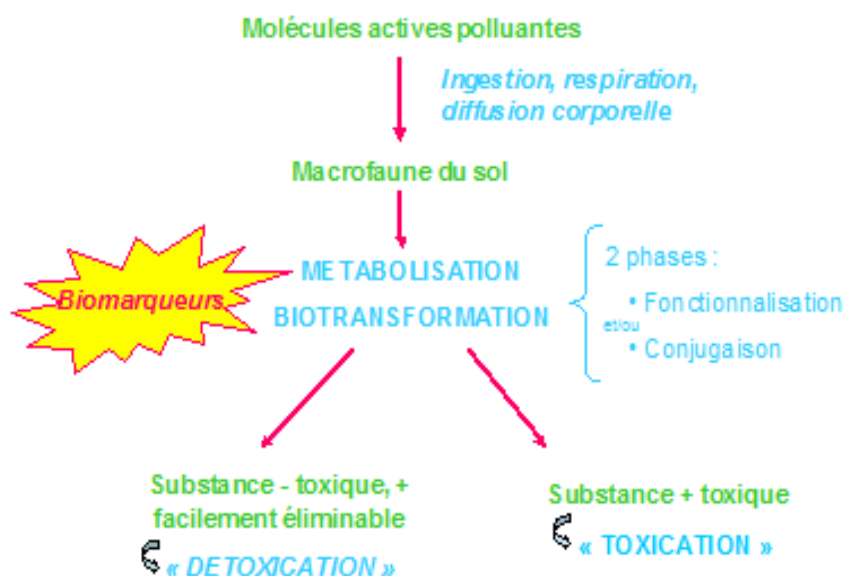 Molécules actives polluantes
Ingestion, respiration,
diffusion corporelle
Macrofaune du sol
Biomarqueurs
METABOLISATION
BIOTRANSFORMATION
2 phases :
• Fonctionnalisation
et/ou
• Conjugaison
Substance - toxique, +
facilement éliminable
« DETOXICATION »
Substance + toxique
« TOXICATION »